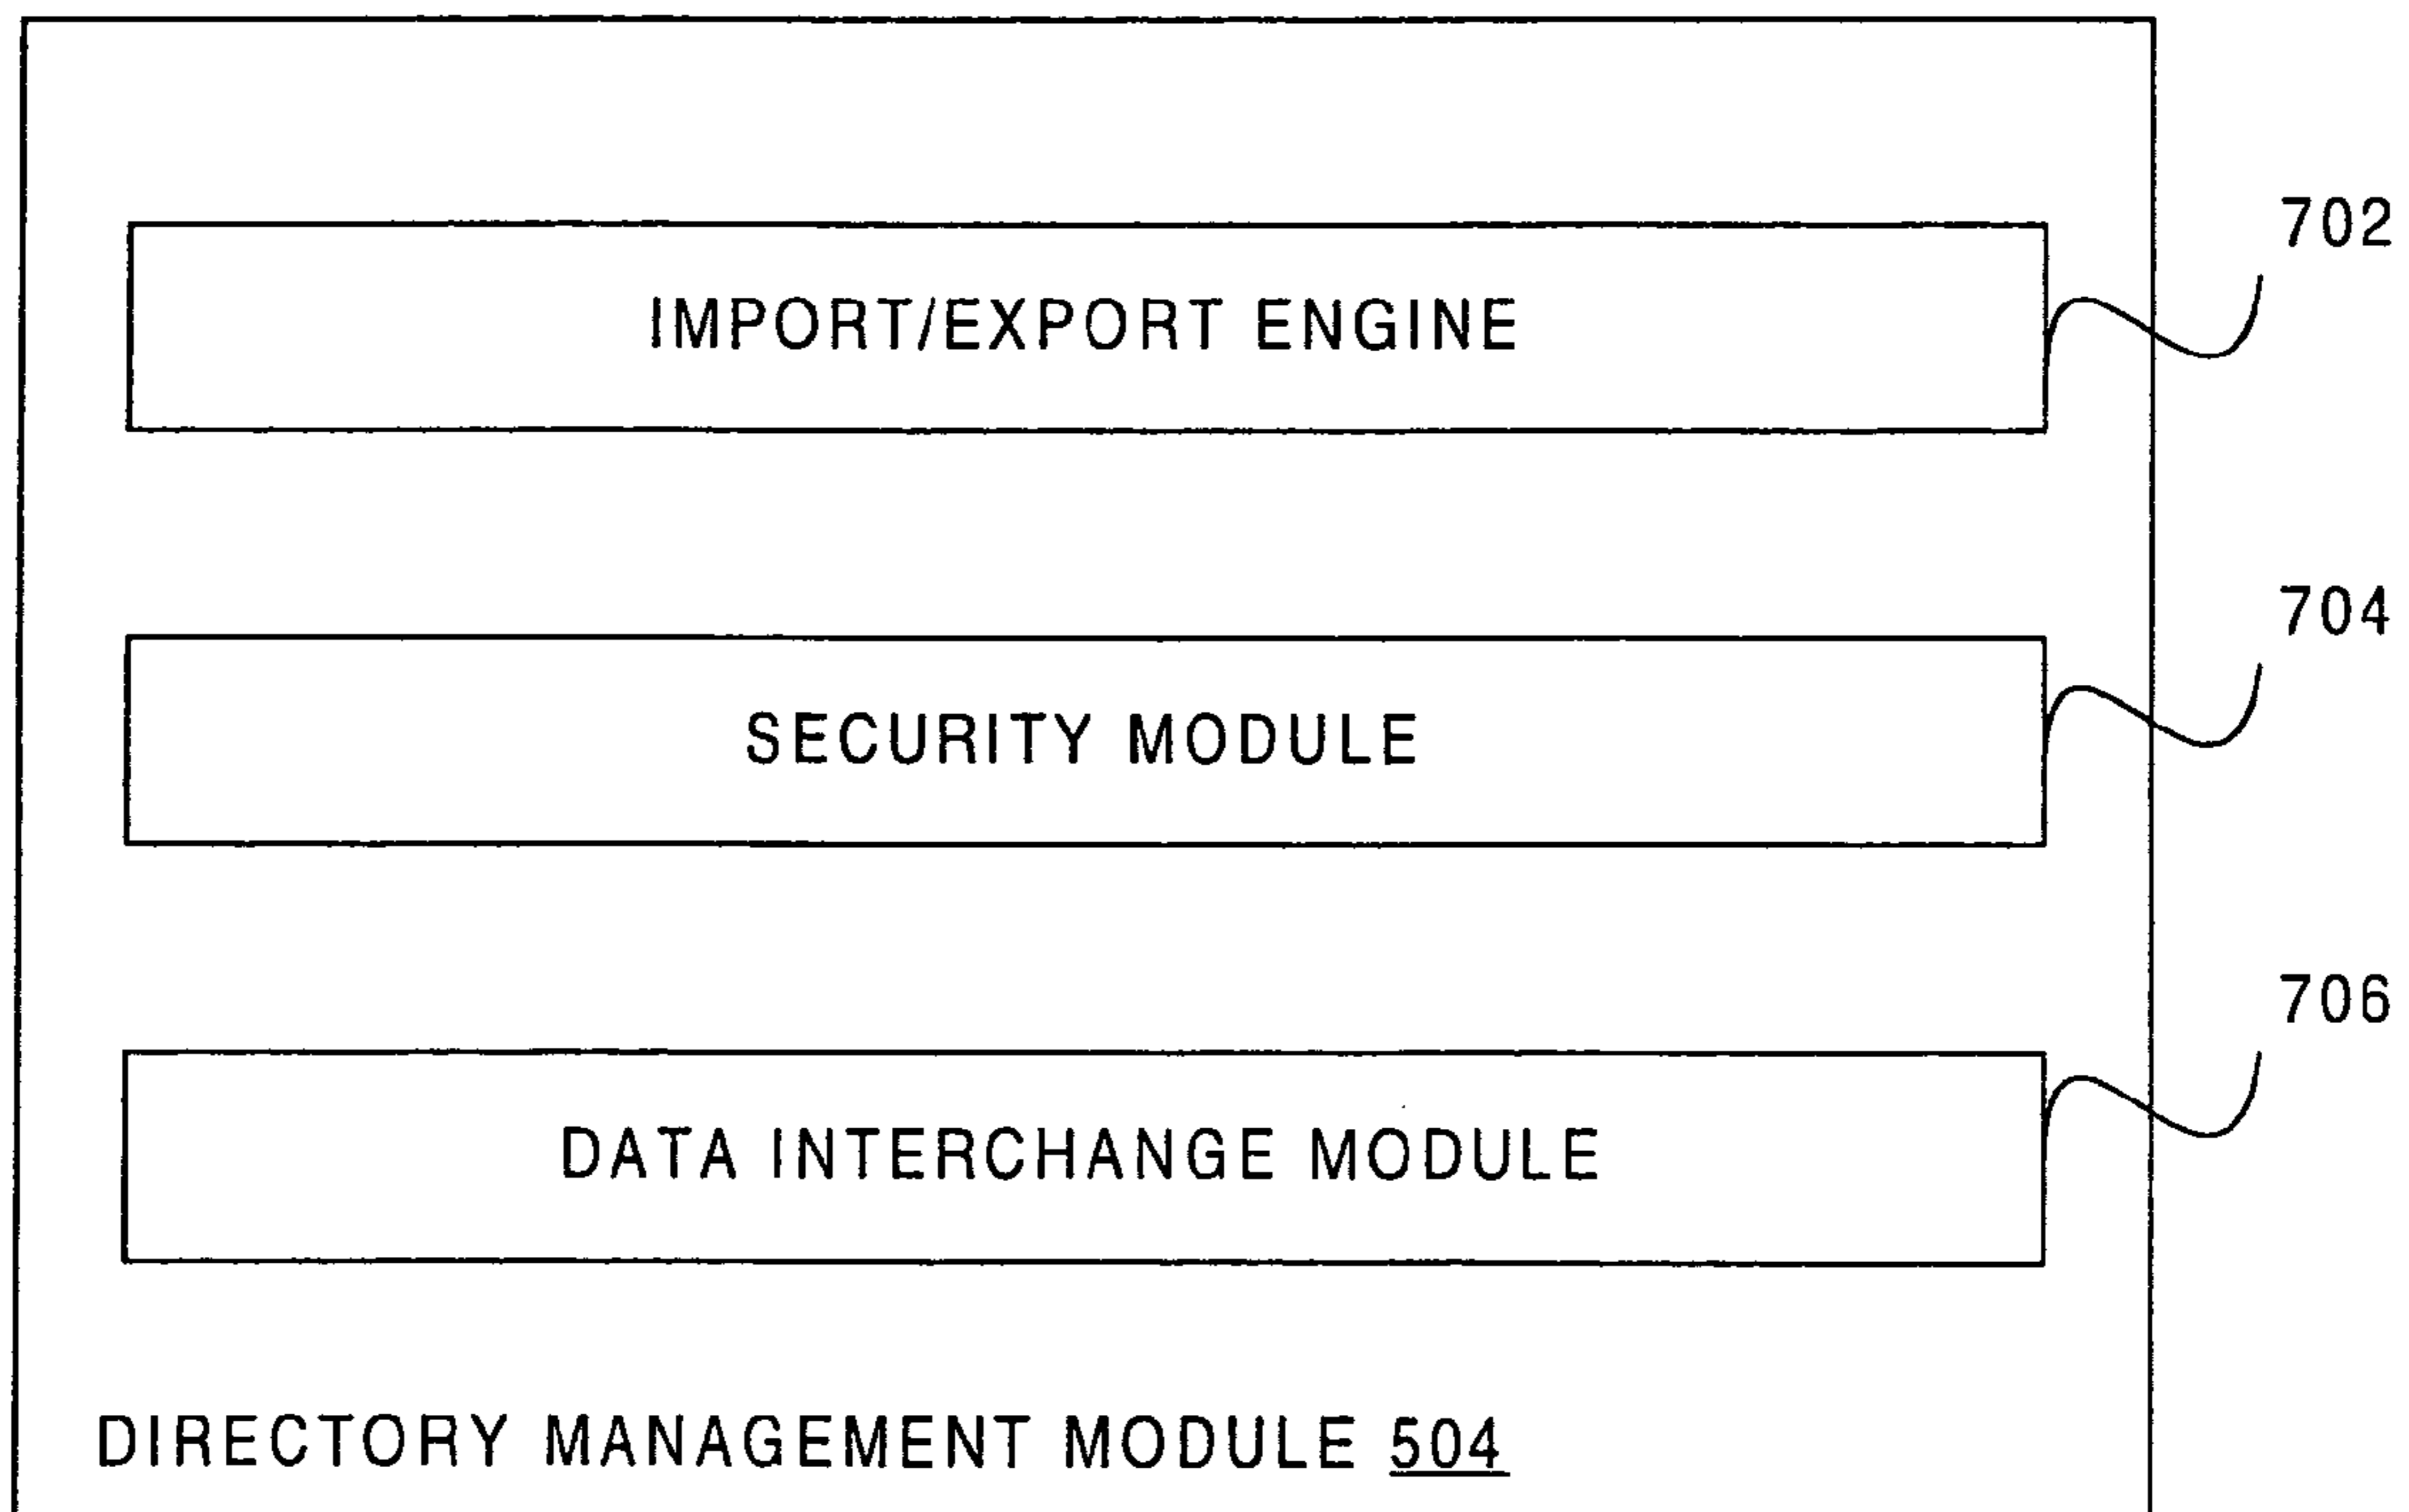 702
IMPORT/EXPORT ENGINE
704
SECURITY MODULE
706
DATA INTERCHANGE MODULE
DIRECTORY MANAGEMENT MODULE 504